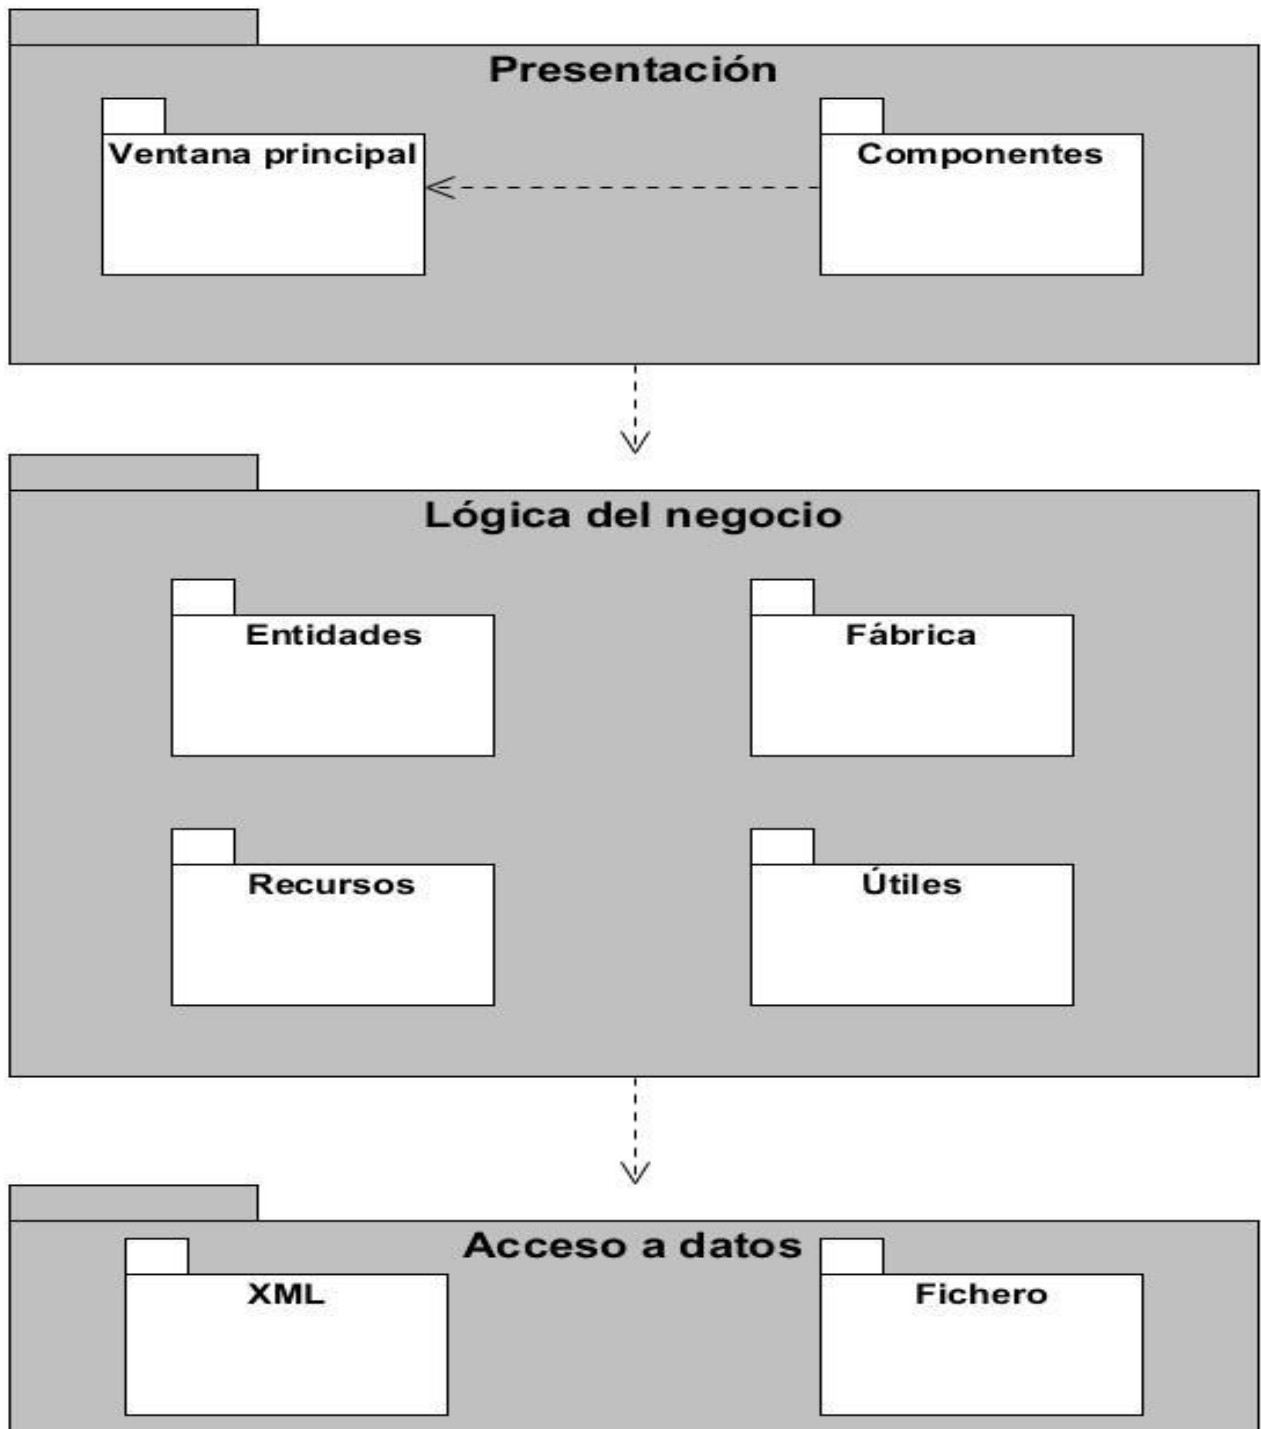 Presentación
Ventana principal
Componentes
Lógica del negocio
Entidades
Fábrica
Recursos
Útiles
Acceso a datos
XML
Fichero